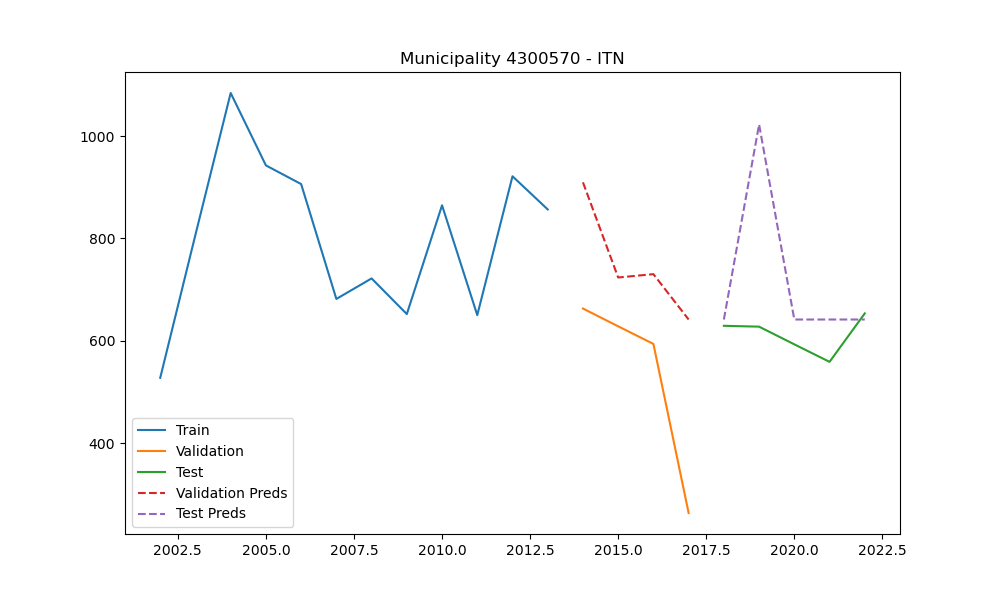 Municipality 4300570 - ITN
1000
800
600
400
Train
Validation
Test
Validation Preds
Test Preds
2002.5 2005.0 2007.5 2010.0 2012.5 2015.0 2017.5 2020.0 2022.5